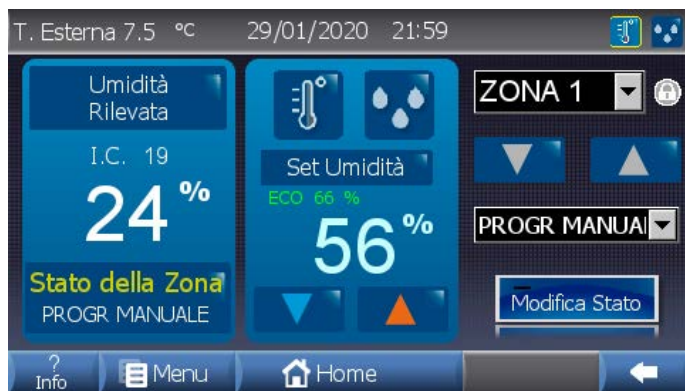 T. Esterna 7.5 °C 29/01/2020 21:59
Umidità
Rilevata
I.C. 19
24 %
Stato della Zona
PROGR MANUALE
Set Umidità
ECO 66 %
56 %
ZONA 1
PROGR MANUAL
Modifica Stato
? Info
Menu
Home